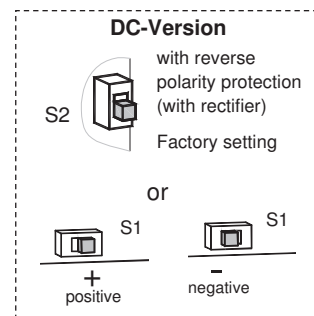 DC-Version
with reverse
polarity protection
(with rectifier)
S2
Factory setting
or
S1
S1
+
-
positive
negative